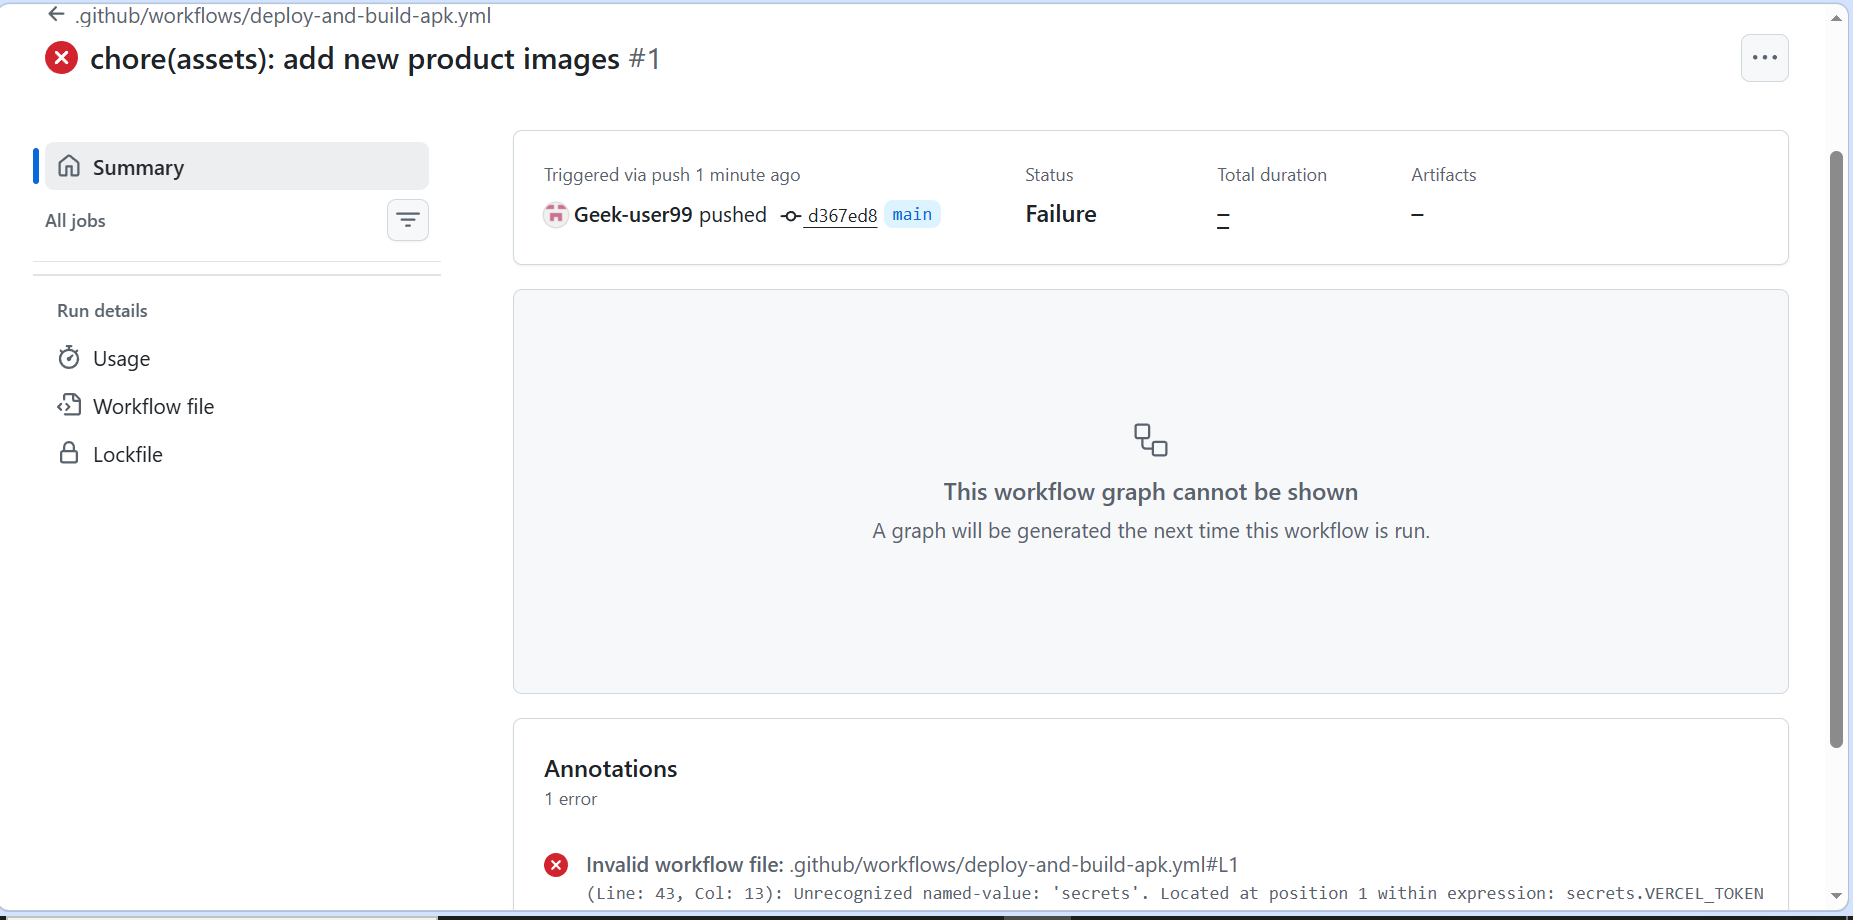 .github/workflows/deploy-and-build-apk.yml
chore(assets): add new product images #1
Summary
All jobs
Run details
Usage
Workflow file
Lockfile
Triggered via push 1 minute ago
Geek-user99 pushed d367ed8 main
Status
Failure
Total duration
–
Artifacts
–
This workflow graph cannot be shown
A graph will be generated the next time this workflow is run.
Annotations
1 error
Invalid workflow file: .github/workflows/deploy-and-build-apk.yml#L1
(Line: 43, Col: 13): Unrecognized named-value: 'secrets'. Located at position 1 within expression: secrets.VERCEL_TOKEN